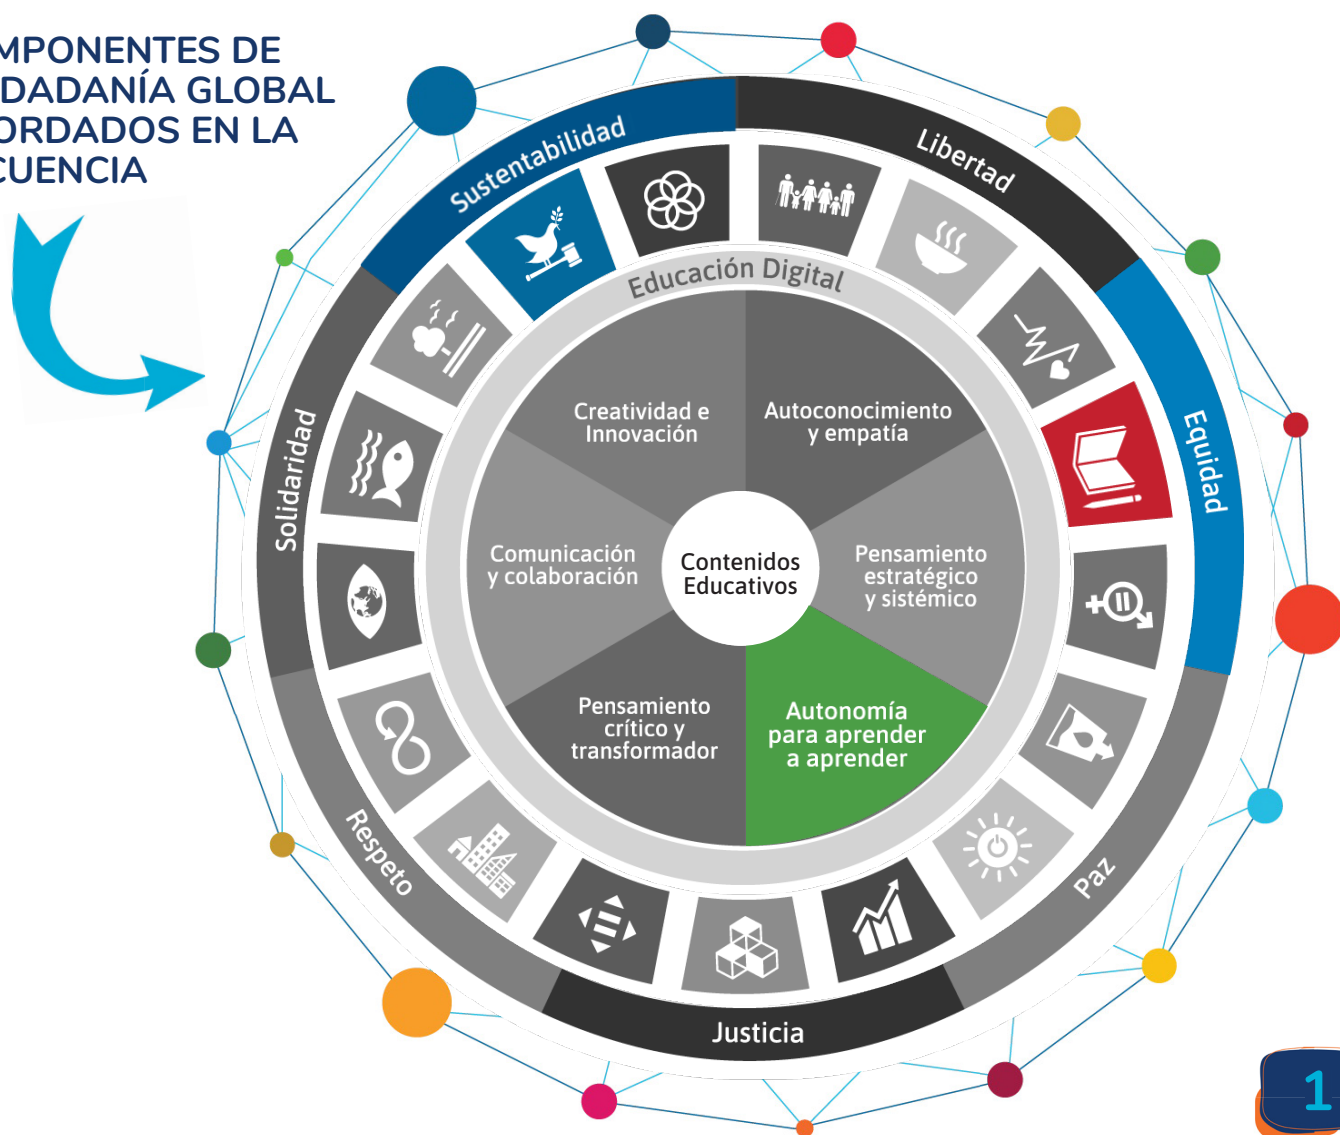 MPONENTES DE
DADANÍA GLOBAL
ORDADOS EN LA
CUENCIA
Sustentabilidad
Libertad
Equidad
Paz
Justicia
Respeto
Solidaridad
Educación Digital
Creatividad e
Innovación
Autoconocimiento
y empatía
Comunicación
y colaboración
Contenidos
Educativos
Pensamiento
estratégico
y sistémico
Pensamiento
crítico y
transformador
Autonomía
para aprender
a aprender
1